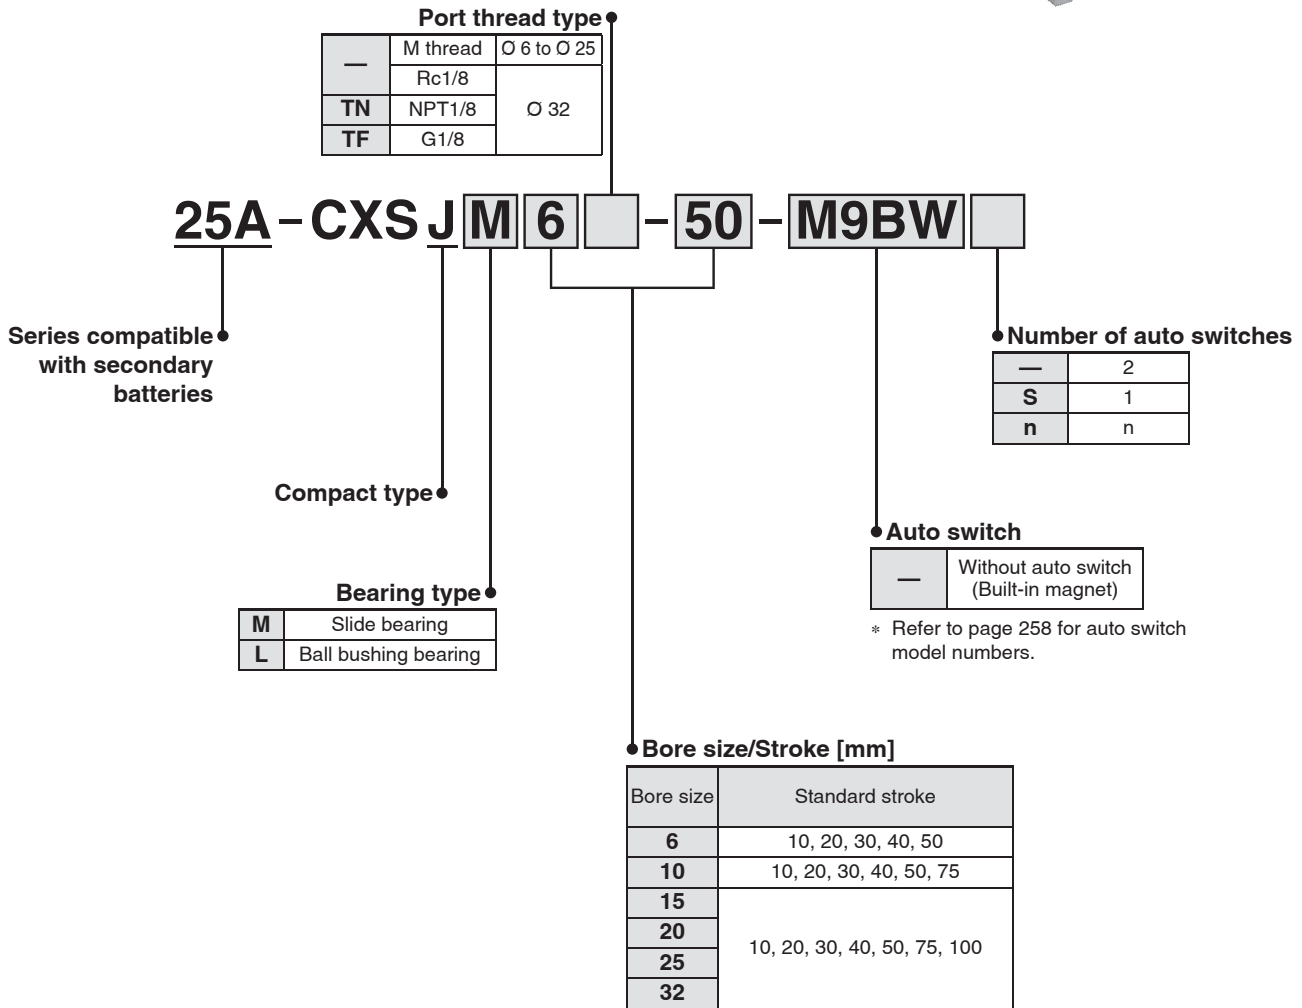 Port thread type
— M thread Ø 6 to Ø 25
Rc1/8
TN NPT1/8 Ø 32
TF G1/8
25A-CXSJM6 -50-M9BW
Series compatible
with secondary
batteries
Number of auto switches
— 2
S 1
n n
Compact type
Auto switch
— Without auto switch
(Built-in magnet)
* Refer to page 258 for auto switch
model numbers.
Bearing type
M Slide bearing
L Ball bushing bearing
Bore size/Stroke [mm]
Bore size Standard stroke
6 10, 20, 30, 40, 50
10 10, 20, 30, 40, 50, 75
15
20
25 10, 20, 30, 40, 50, 75, 100
32